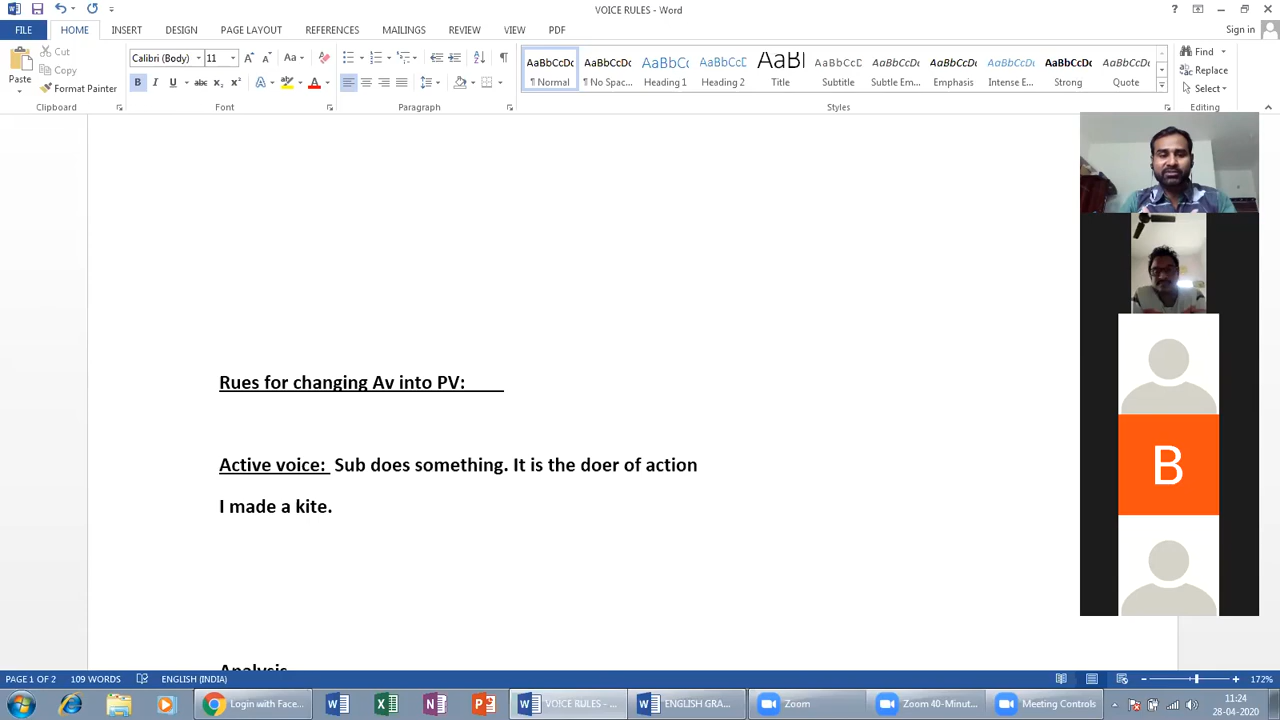 VOICE RULES - Word
Sign in
FILE HOME INSERT DESIGN PAGE LAYOUT REFERENCES MAILINGS REVIEW VIEW PDF
Paste
Cut
Copy
Format Painter
Clipboard
Calibri (Body) 11
Font
Paragraph
AaBbCcDc AaBbCcDc AaBbCc AaBbCcD AaBl AaBbCcD AaBbCcDc AaBbCcDc AaBbCcDc AaBbCcDc AaBbCcDc
¶ Normal ¶ No Spac... Heading 1 Heading 2 Title Subtitle Subtle Em... Emphasis Intense E... Strong Quote
Styles
Find
Replace
Select
Editing
Rues for changing Av into PV:
Active voice: Sub does something. It is the doer of action
I made a kite.
B
Analysis
PAGE 1 OF 2 109 WORDS ENGLISH (INDIA) 172%
Login with Face... VOICE RULES - ... ENGLISH GRA... Zoom Zoom 40-Minut... Meeting Controls
11:24
28-04-2020